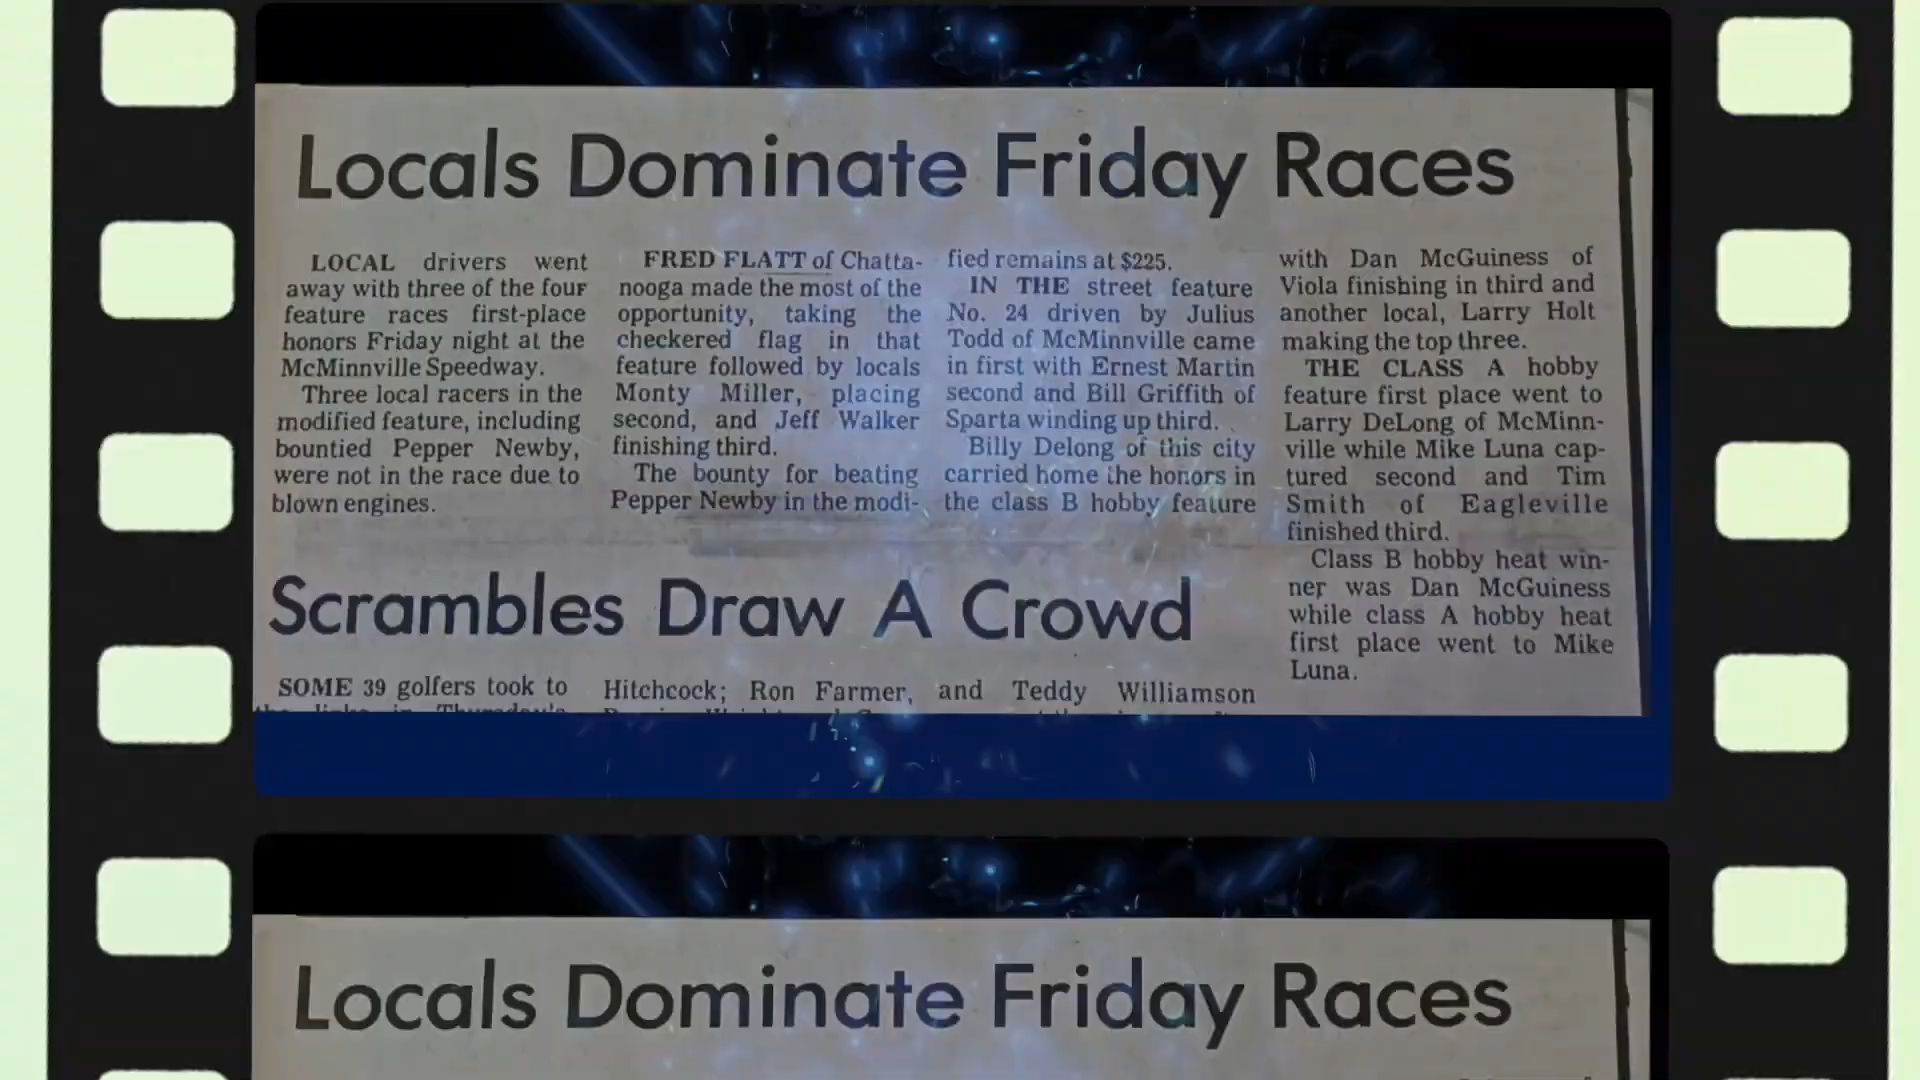 Locals Dominate Friday Races
LOCAL drivers went
away with three of the four
feature races first-place
honors Friday night at the
McMinnville Speedway.
Three local racers in the
modified feature, including
bountied Pepper Newby,
were not in the race due to
blown engines.
FRED FLATT of Chatta-
nooga made the most of the
opportunity, taking the
checkered flag in that
feature followed by locals
Monty Miller, placing
second, and Jeff Walker
finishing third.
The bounty for beating
Pepper Newby in the modi-
fied remains at $225.
IN THE street feature
No. 24 driven by Julius
Todd of McMinnville came
in first with Ernest Martin
second and Bill Griffith of
Sparta winding up third.
Billy Delong of this city
carried home the honors in
the class B hobby feature
with Dan McGuiness of
Viola finishing in third and
another local, Larry Holt
making the top three.
THE CLASS A hobby
feature first place went to
Larry DeLong of McMinn-
ville while Mike Luna cap-
tured second and Tim
Smith of Eagleville
finished third.
Class B hobby heat win-
ner was Dan McGuiness
while class A hobby heat
first place went to Mike
Luna.
Scrambles Draw A Crowd
SOME 39 golfers took to
Hitchcock; Ron Farmer, and Teddy Williamson
Locals Dominate Friday Races